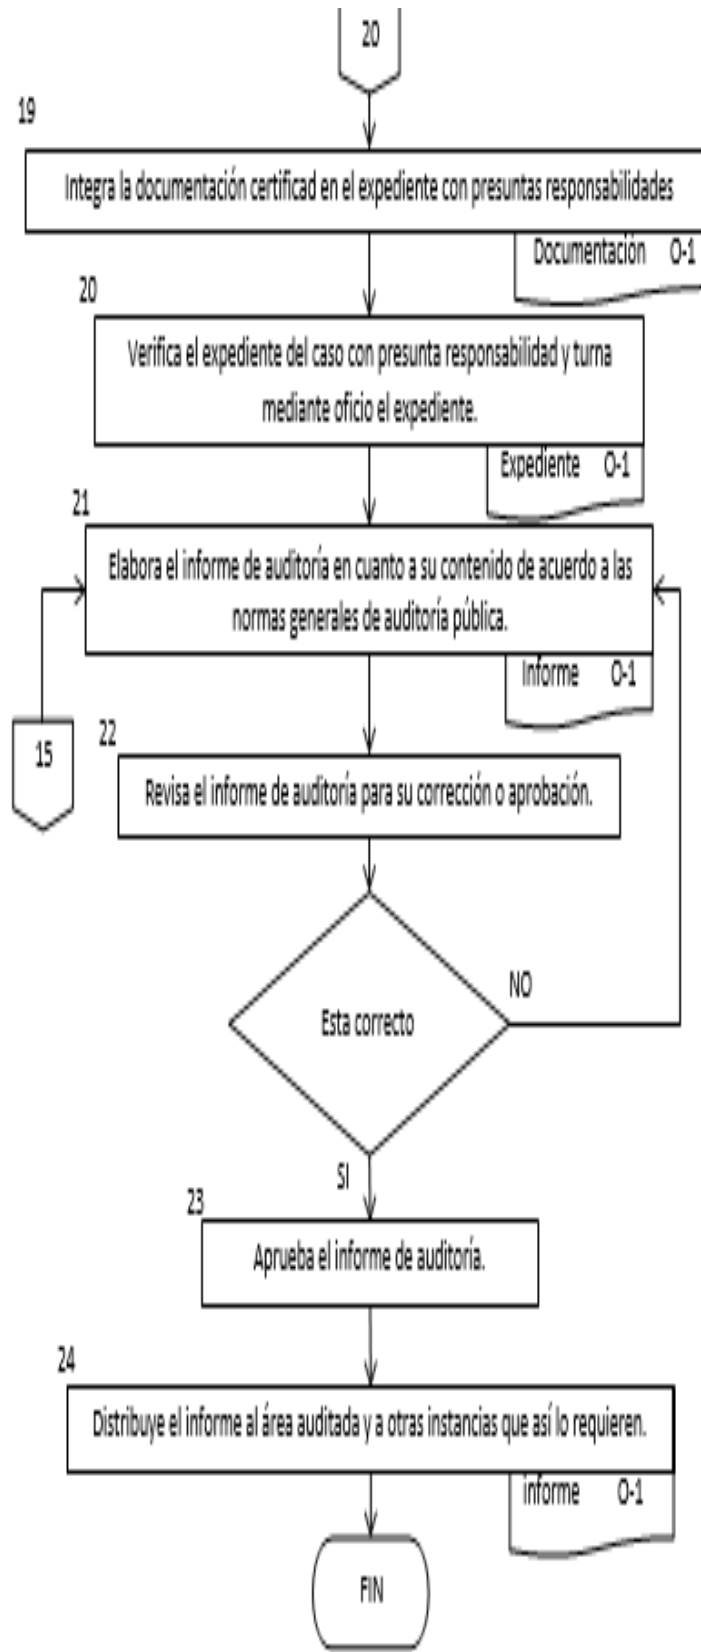 20
19
Integra la documentación certificad en el expediente con presuntas responsabilidades
Documentación O-1
20
Verifica el expediente del caso con presunta responsabilidad y turna
mediante oficio el expediente.
Expediente O-1
21
Elabora el informe de auditoría en cuanto a su contenido de acuerdo a las
normas generales de auditoría pública.
Informe O-1
15
22
Revisa el informe de auditoría para su corrección o aprobación.
Esta correcto
NO
SI
23
Aprueba el informe de auditoría.
24
Distribuye el informe al área auditada y a otras instancias que así lo requieren.
informe O-1
FIN